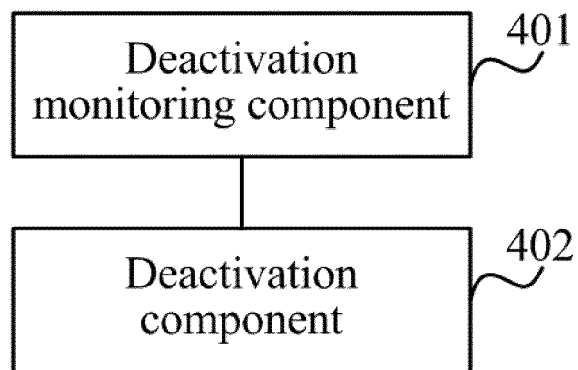 401
Deactivation
monitoring component
402
Deactivation
component